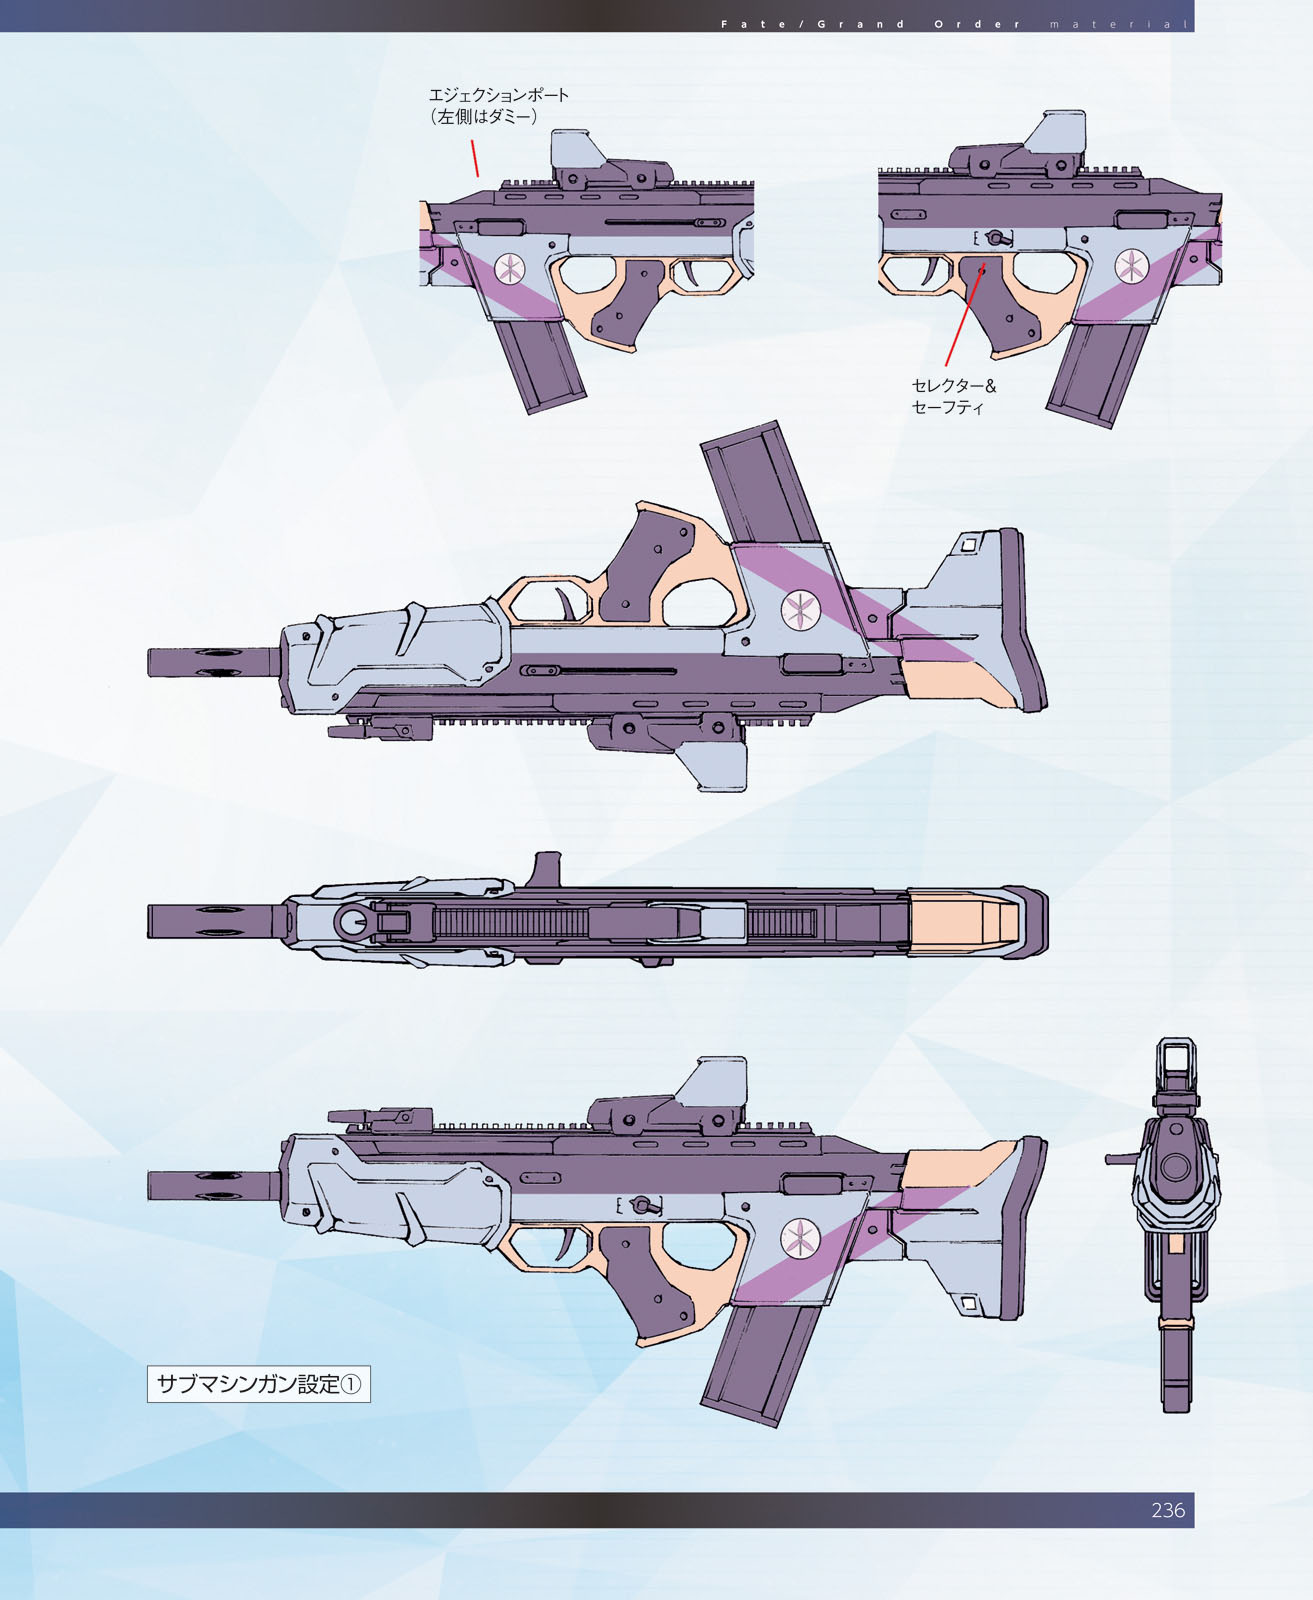 Fate/Grand Order material
エジェクションポート
（左側はダミー）
セレクター&
セーフティ
サブマシンガン設定①
236